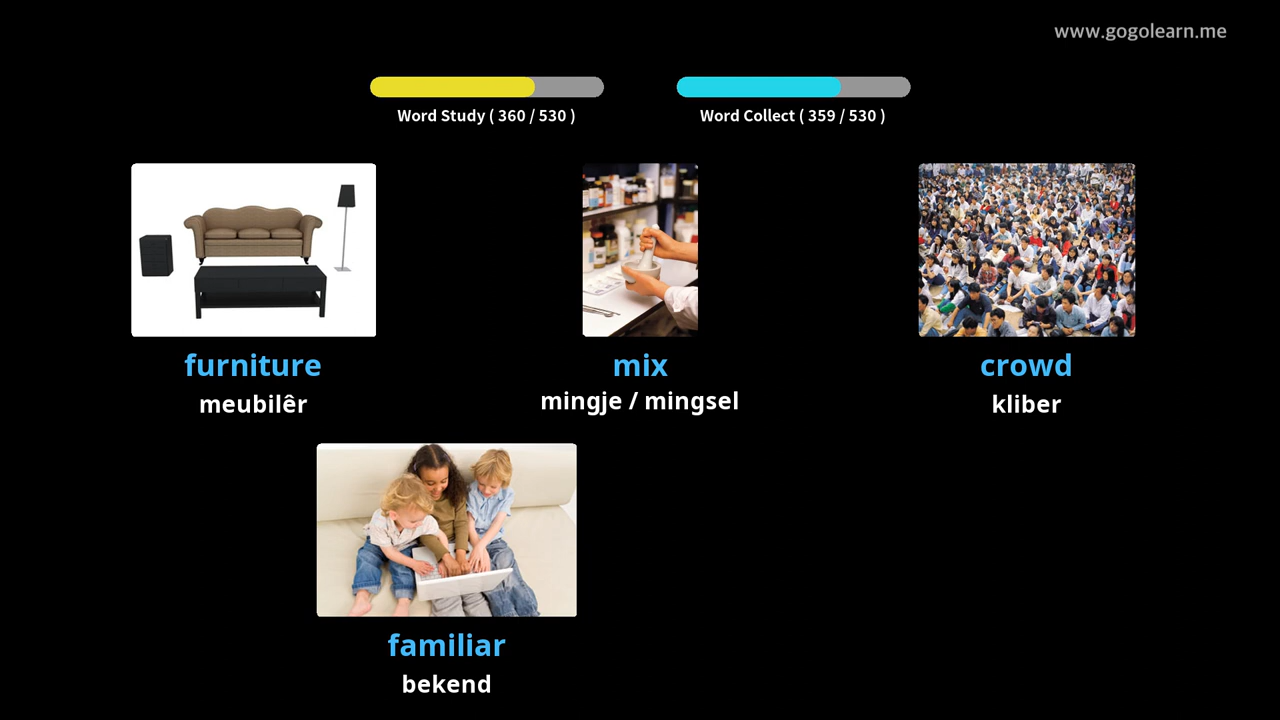 www.gogolearn.me
Word Study ( 360 / 530 )
Word Collect ( 359 / 530 )
furniture
meubilêr
mix
mingje / mingsel
crowd
kliber
familiar
bekend